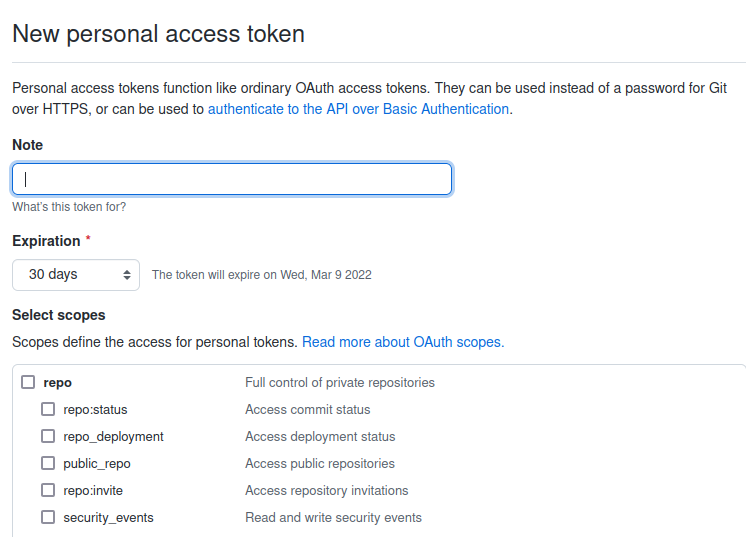 New personal access token
Personal access tokens function like ordinary OAuth access tokens. They can be used instead of a password for Git
over HTTPS, or can be used to authenticate to the API over Basic Authentication.
Note
What's this token for?
Expiration *
30 days The token will expire on Wed, Mar 9 2022
Select scopes
Scopes define the access for personal tokens. Read more about OAuth scopes.
repo Full control of private repositories
repo:status Access commit status
repo_deployment Access deployment status
public_repo Access public repositories
repo:invite Access repository invitations
security_events Read and write security events